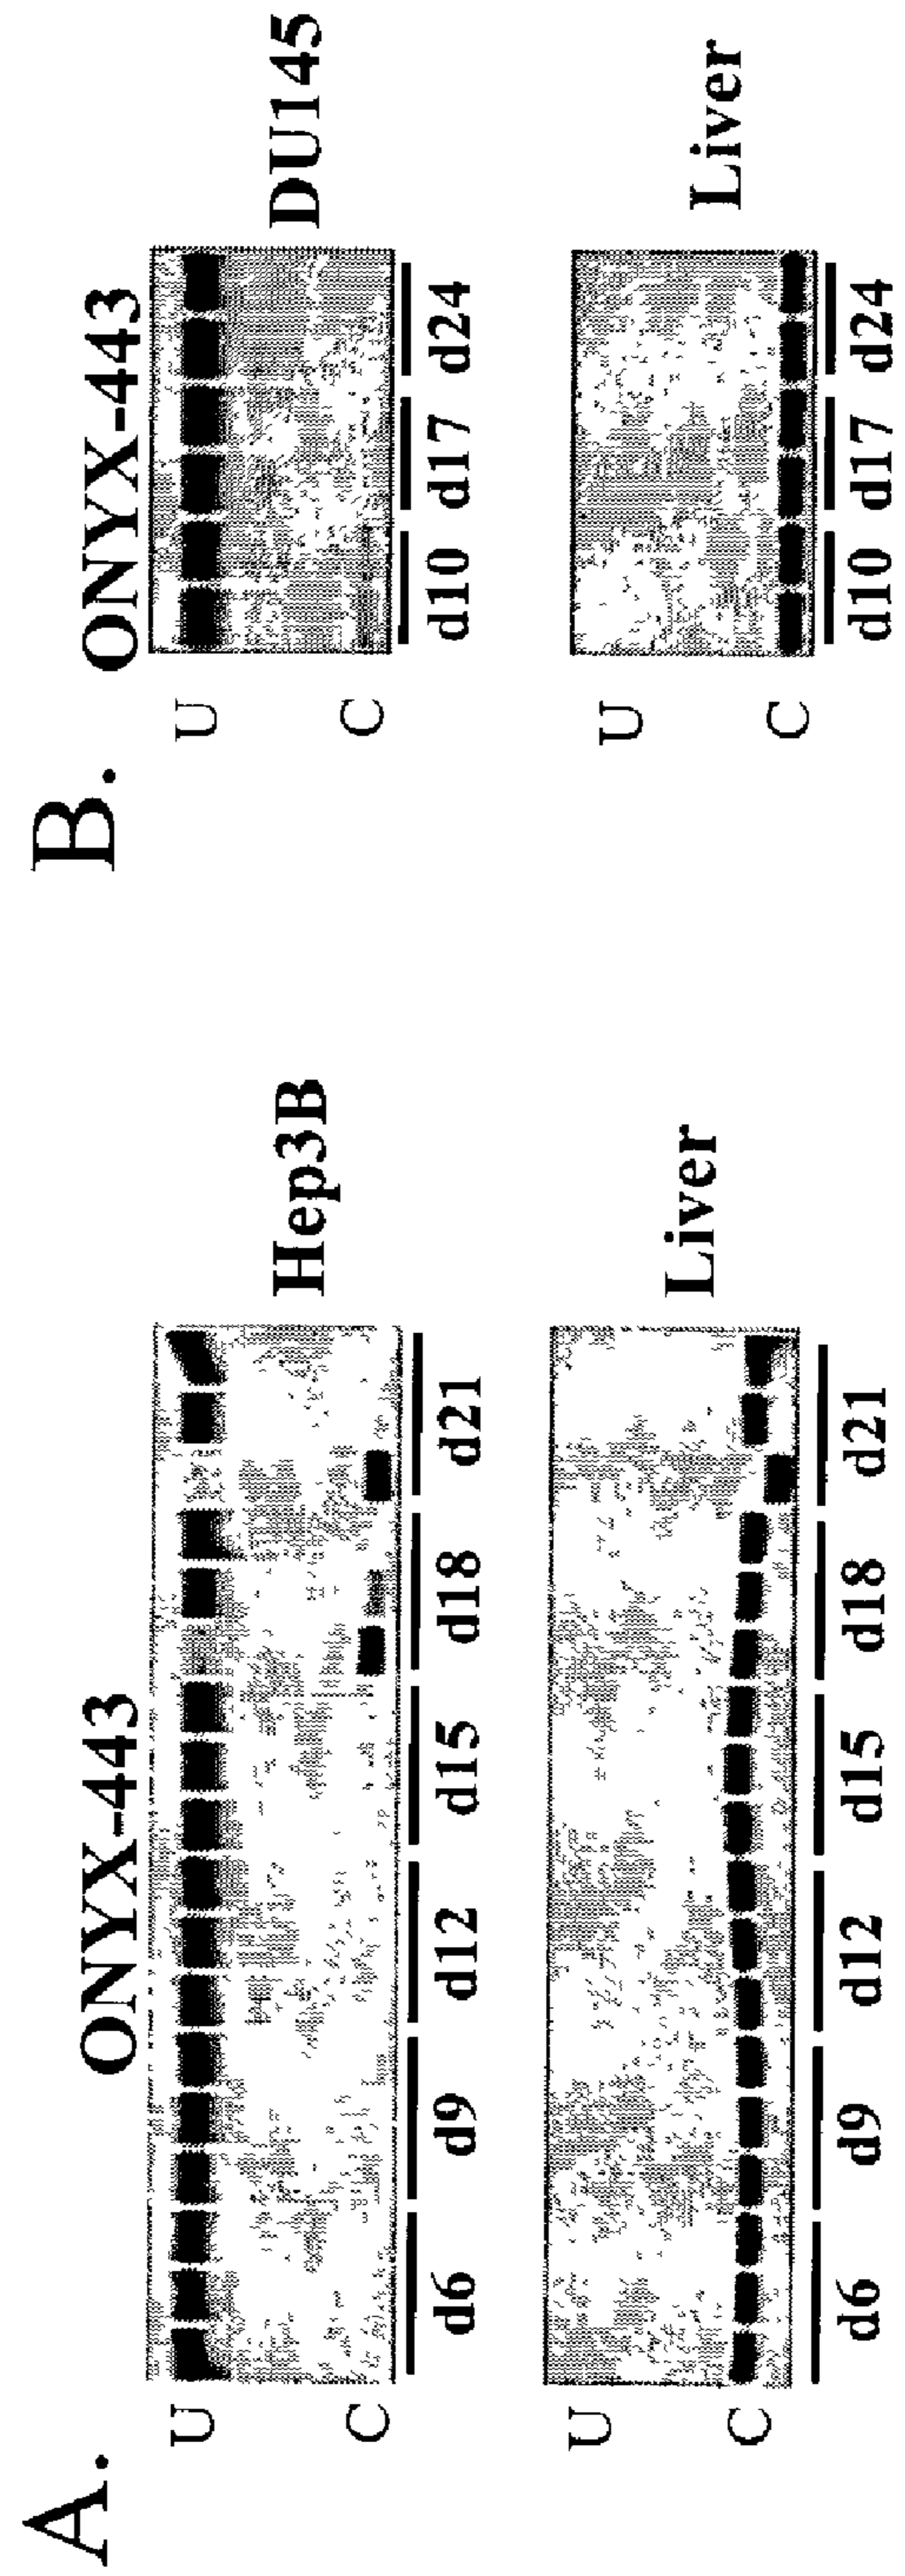 A.
ONYX-443
U
C
Hep3B
d6 d9 d12 d15 d18 d21
U
C
Liver
d6 d9 d12 d15 d18 d21
B.
ONYX-443
U
C
DU145
d10 d17 d24
U
C
Liver
d10 d17 d24